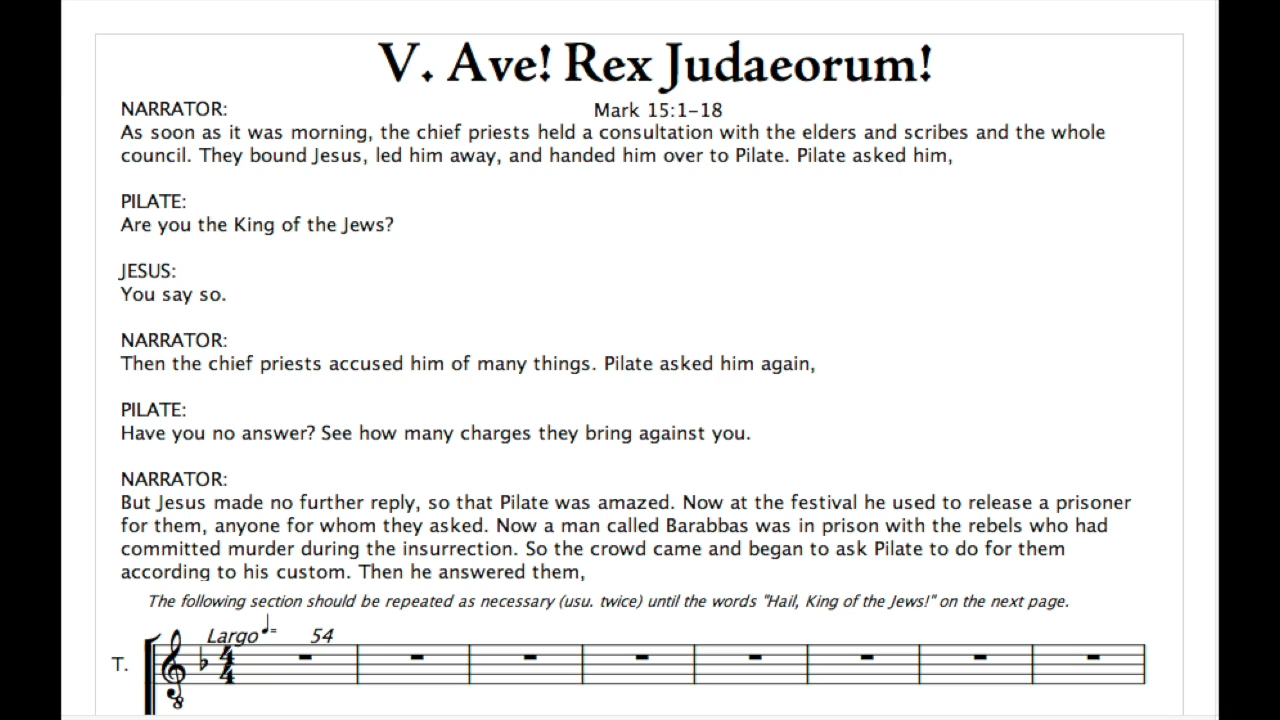 V. Ave! Rex Judaeorum!
Mark 15:1–18
NARRATOR:
As soon as it was morning, the chief priests held a consultation with the elders and scribes and the whole
council. They bound Jesus, led him away, and handed him over to Pilate. Pilate asked him,
PILATE:
Are you the King of the Jews?
JESUS:
You say so.
NARRATOR:
Then the chief priests accused him of many things. Pilate asked him again,
PILATE:
Have you no answer? See how many charges they bring against you.
NARRATOR:
But Jesus made no further reply, so that Pilate was amazed. Now at the festival he used to release a prisoner
for them, anyone for whom they asked. Now a man called Barabbas was in prison with the rebels who had
committed murder during the insurrection. So the crowd came and began to ask Pilate to do for them
according to his custom. Then he answered them,
The following section should be repeated as necessary (usu. twice) until the words "Hail, King of the Jews!" on the next page.
Largo ♩= 54
T. 4 4
8